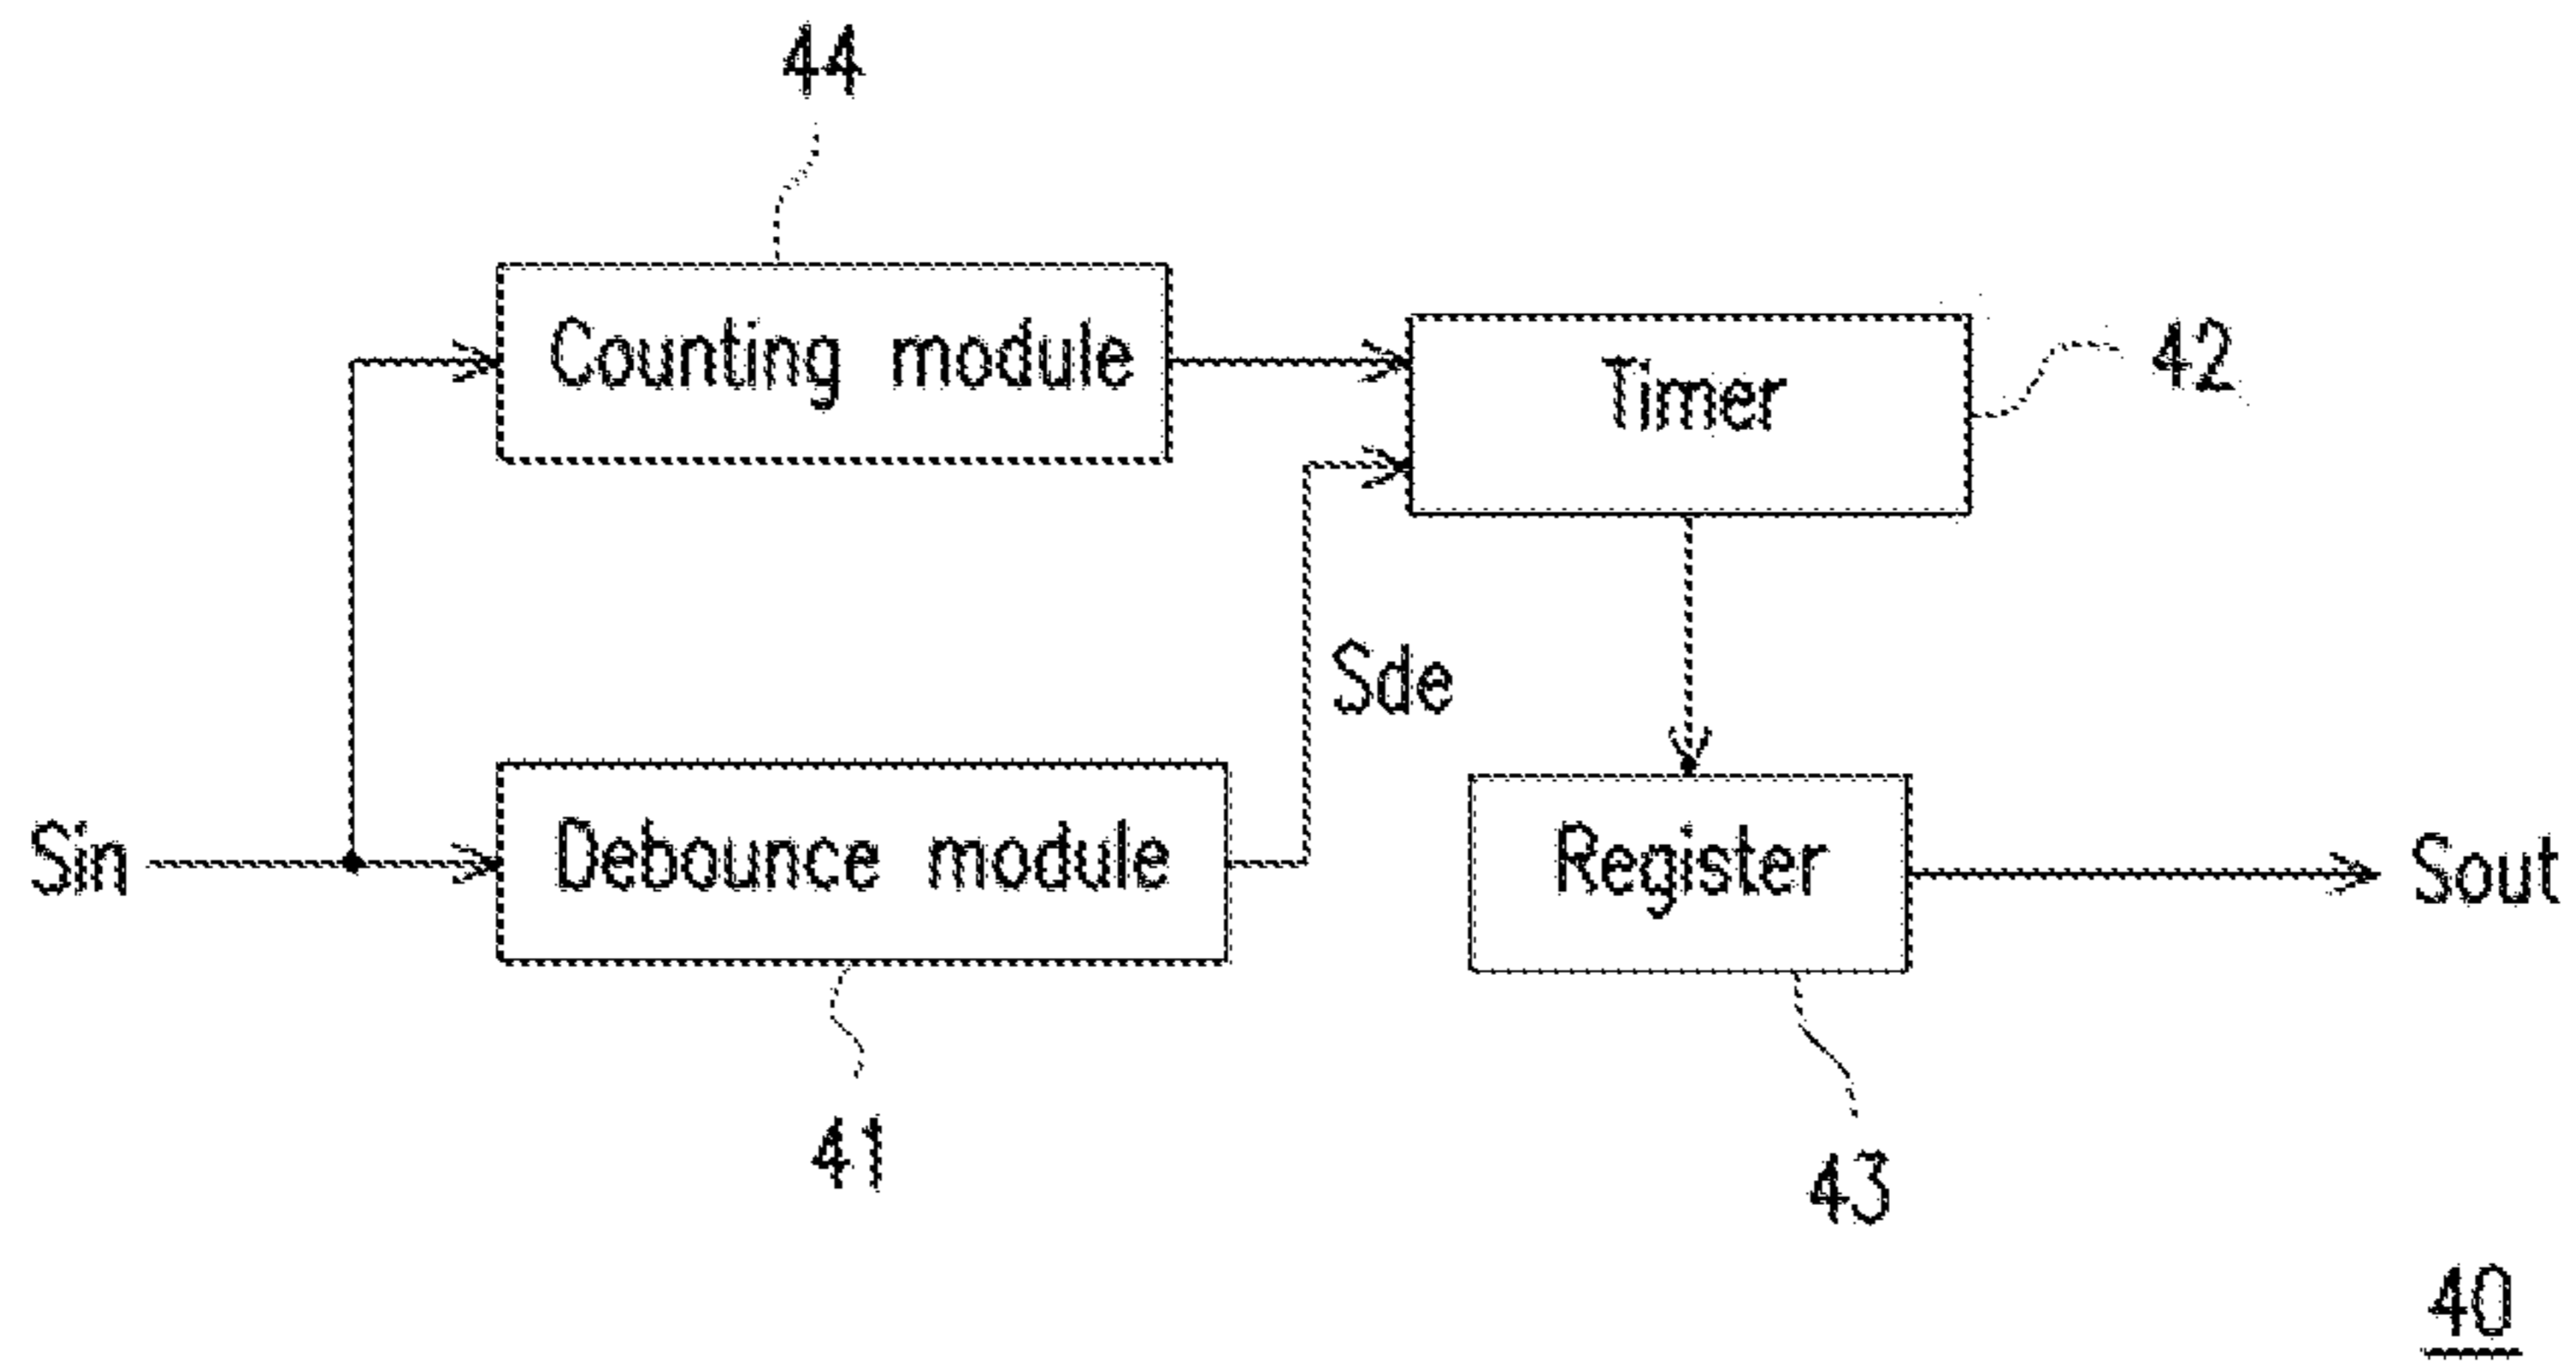 44
Counting module
Timer
42
Sde
Sin
Debounce module
Register
Sout
41
43
40